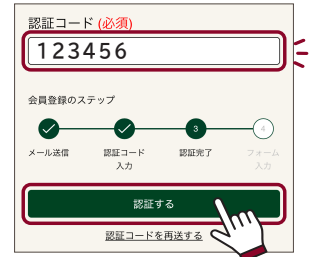 認証コード (必須)
123456
会員登録のステップ
3
4
メール送信
認証コード
入力
認証完了
フォーム
入力
認証する
認証コードを再送する